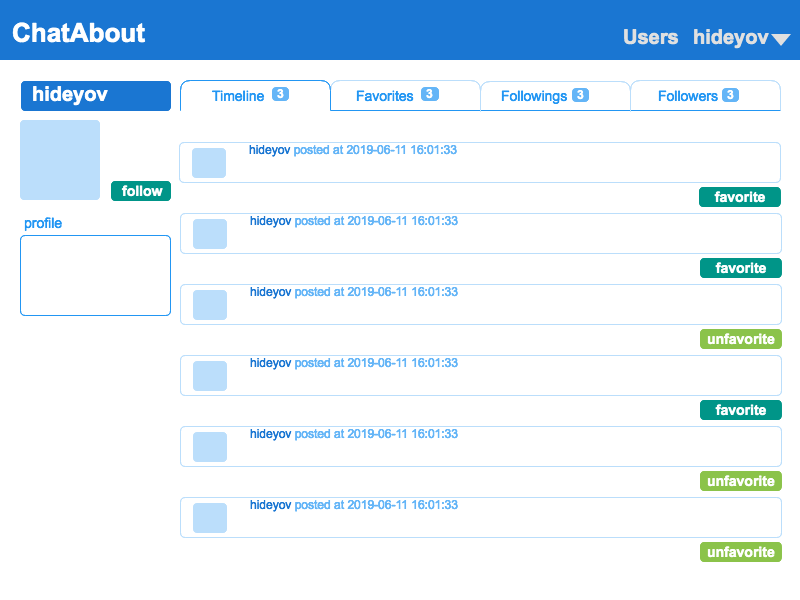 ChatAbout
Users hideyov
hideyov
Timeline 3
Favorites 3
Followings 3
Followers 3
follow
profile
hideyov posted at 2019-06-11 16:01:33
favorite
hideyov posted at 2019-06-11 16:01:33
favorite
hideyov posted at 2019-06-11 16:01:33
unfavorite
hideyov posted at 2019-06-11 16:01:33
favorite
hideyov posted at 2019-06-11 16:01:33
unfavorite
hideyov posted at 2019-06-11 16:01:33
unfavorite